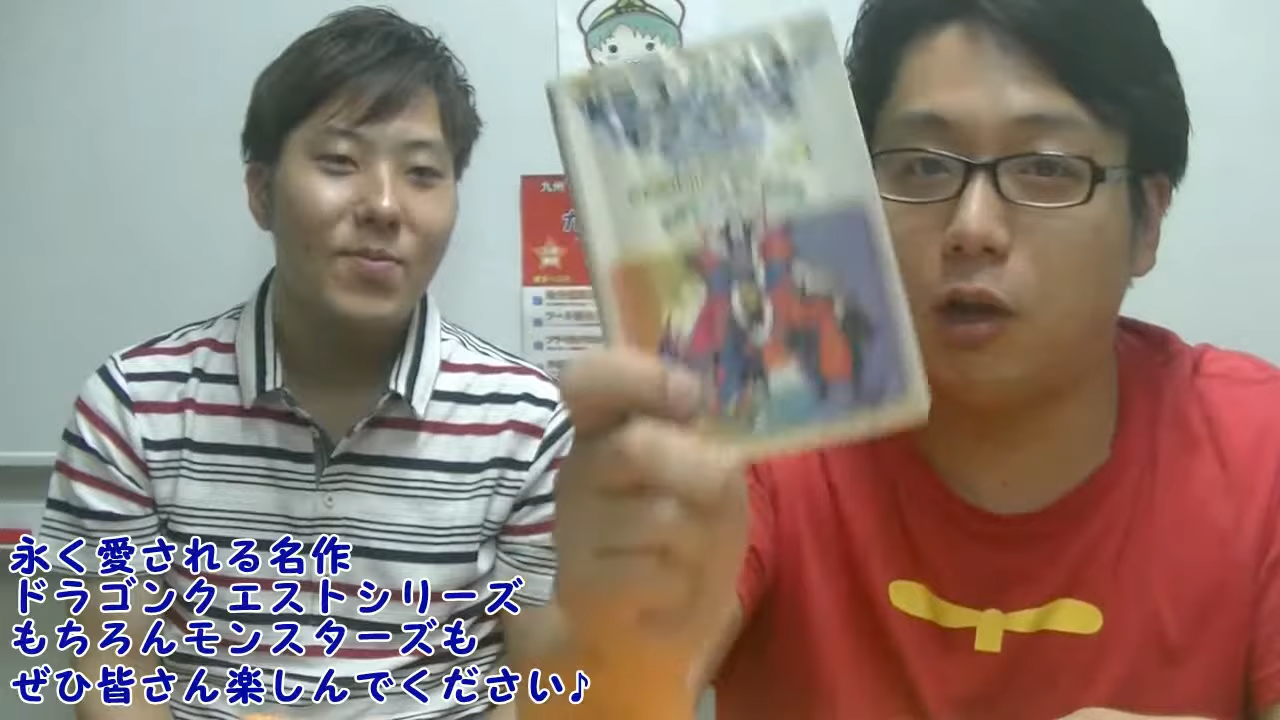 九州
永く愛される名作
ドラゴンクエストシリーズ
もちろんモンスターズも
ぜひ皆さん楽しんでください♪